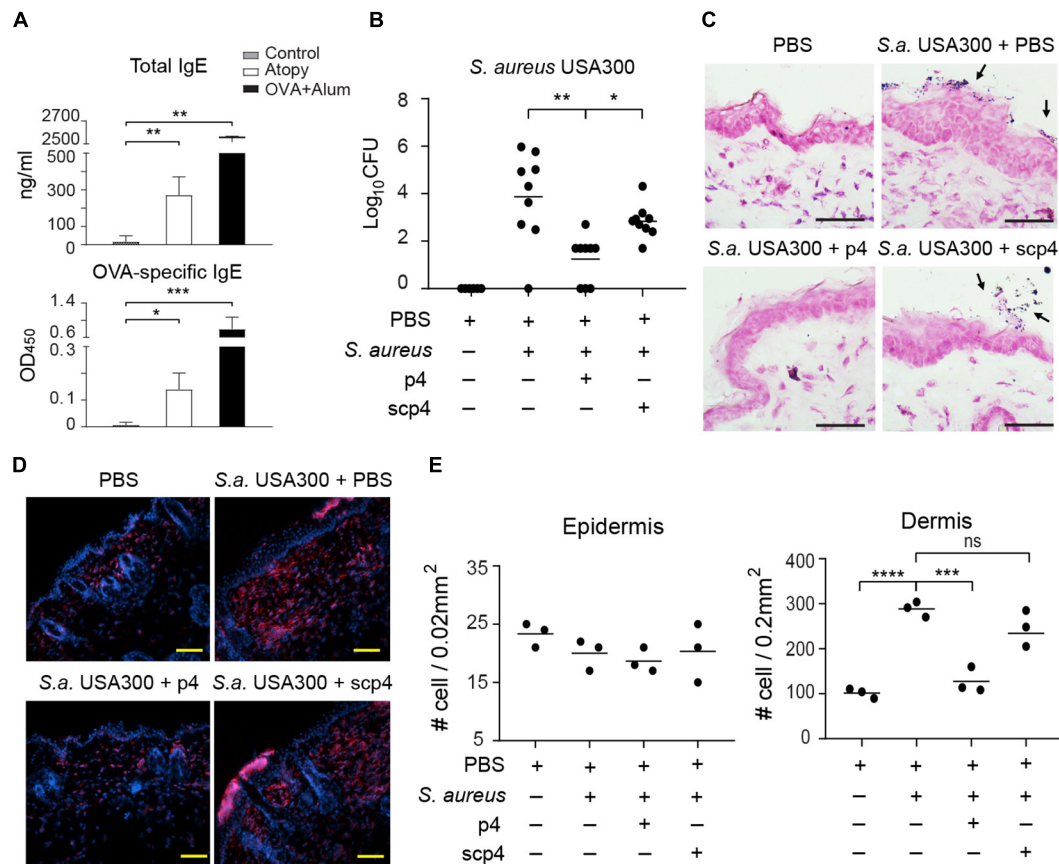 A
Total IgE
Control
Atopy
OVA+Alum
ng/ml
2700
2500
500
300
100
0
**
**
OVA-specific IgE
OD450
1.4
0.6
0.3
0.1
0
***
*
B
S. aureus USA300
Log10CFU
8
6
4
2
0
** *
PBS + + + +
S. aureus – + + +
p4 – – + –
scp4 – – – +
C
PBS S.a. USA300 + PBS
S.a. USA300 + p4 S.a. USA300 + scp4
D
PBS S.a. USA300 + PBS
S.a. USA300 + p4 S.a. USA300 + scp4
E
Epidermis
# cell / 0.02mm2
35
25
15
5
PBS + + + +
S. aureus – + + +
p4 – – + –
scp4 – – – +
Dermis
# cell / 0.2mm2
400
300
200
100
0
ns
**** ***
+ + + +
– + + +
– – + –
– – – +